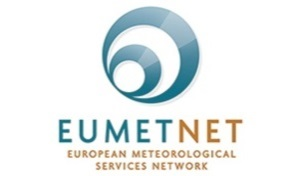 EUMETNET
EUROPEAN METEOROLOGICAL
SERVICES NETWORK